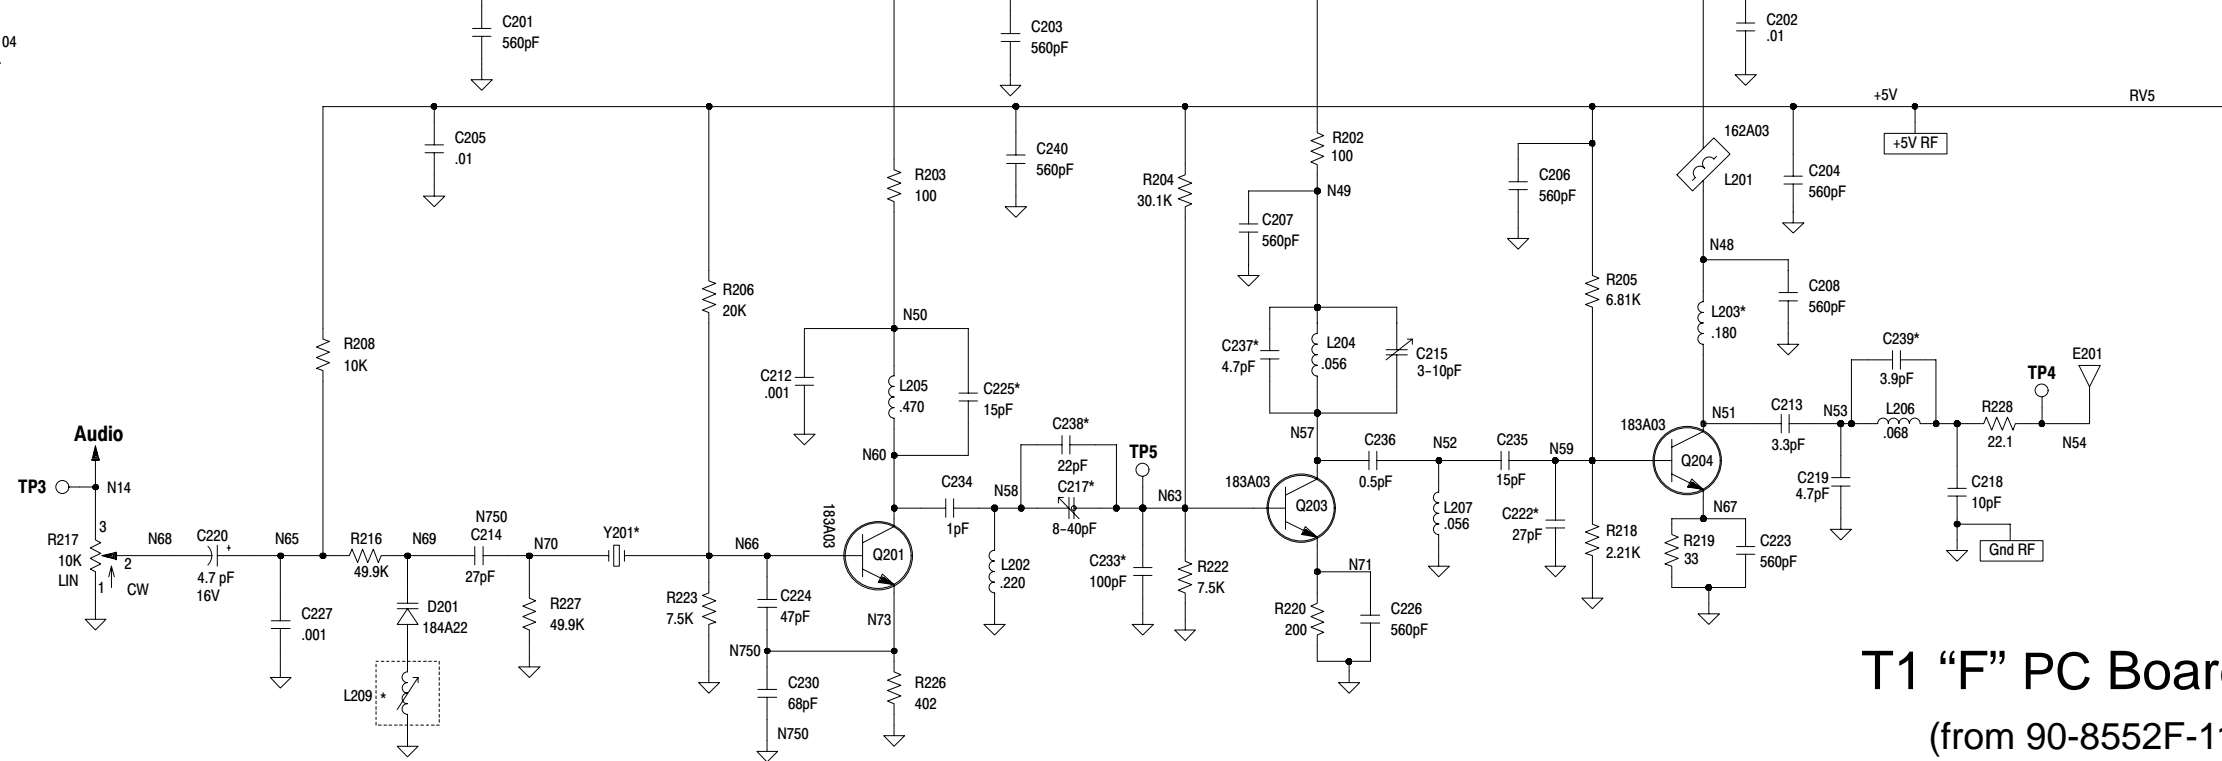 04
C201
560pF
C203
560pF
C202
.01
+5V
RV5
+5V RF
C205
.01
C240
560pF
R203
100
R204
30.1K
R202
100
N49
C207
560pF
C206
560pF
162A03
L201
C204
560pF
N48
C208
560pF
R206
20K
R205
6.81K
L203*
.180
R208
10K
N50
C212
.001
L205
.470
C225*
15pF
N60
C237*
4.7pF
L204
.056
C215
3-10pF
N57
C239*
3.9pF
L206
.068
E201
TP4
R228
22.1
N54
N51
C213
3.3pF
N53
C219
4.7pF
C218
10pF
Gnd RF
Audio
TP3
N14
3
R217
10K
LIN
2
1
CW
N68
C220
+
4.7 pF
16V
N65
C227
.001
R216
49.9K
N69
D201
184A22
L209 *
N750
C214
27pF
N70
R227
49.9K
Y201*
N66
R223
7.5K
C224
47pF
N750
C230
68pF
N750
183A03
Q201
N73
R226
402
C234
1pF
N58
L202
.220
C238*
22pF
C217*
8-40pF
TP5
C233*
100pF
N63
R222
7.5K
183A03
Q203
N71
R220
200
C226
560pF
C236
0.5pF
N52
L207
.056
C235
15pF
N59
C222*
27pF
R218
2.21K
183A03
Q204
N67
R219
33
C223
560pF
T1 “F” PC Boar
(from 90-8552F-1